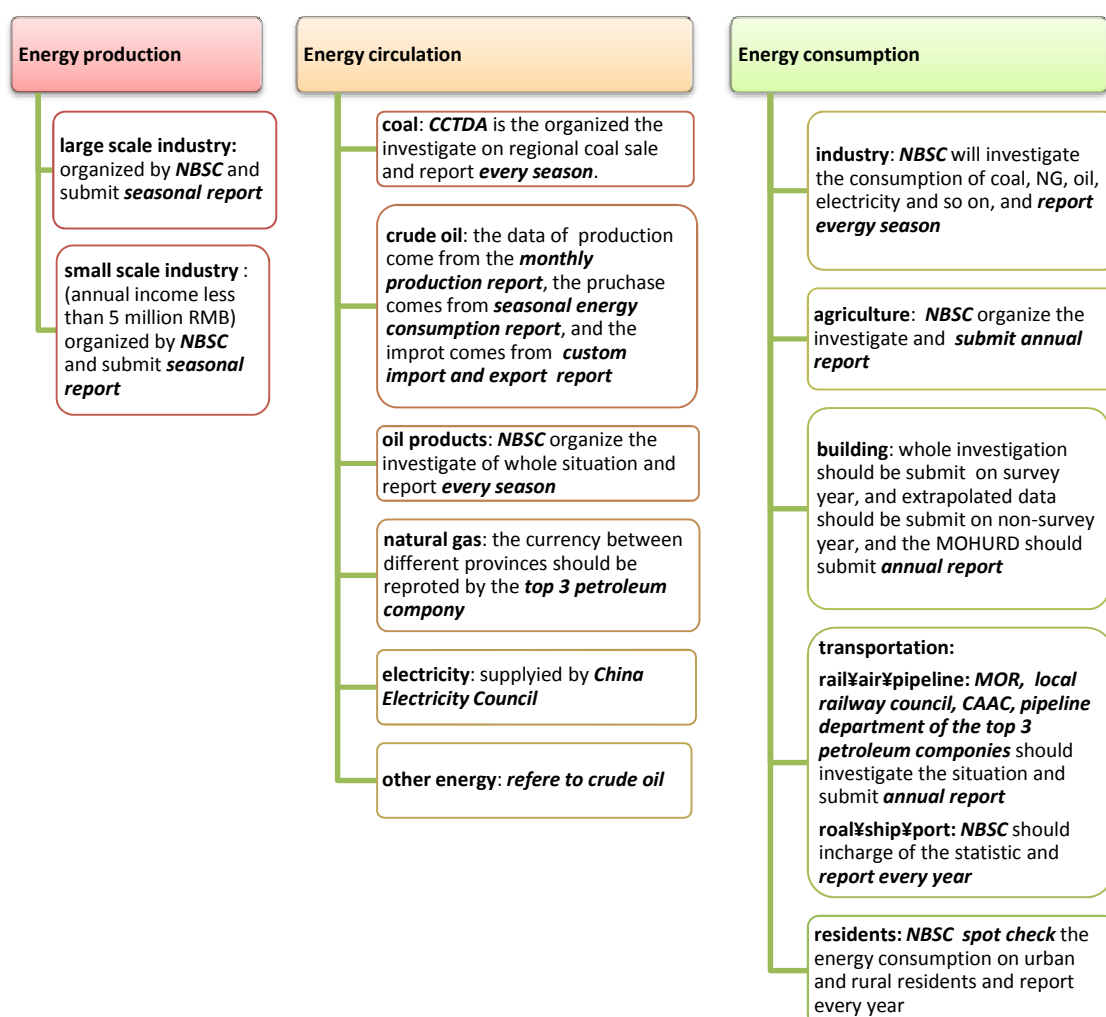 Energy production
large scale industry:
organized by NBSC and
submit seasonal report
small scale industry :
(annual income less
than 5 million RMB)
organized by NBSC
and submit seasonal
report
Energy circulation
coal: CCTDA is the organized the
investigate on regional coal sale
and report every season.
crude oil: the data of production
come from the monthly
production report, the pruchase
comes from seasonal energy
consumption report, and the
improt comes from custom
import and export report
oil products: NBSC organize the
investigate of whole situation and
report every season
natural gas: the currency between
different provinces should be
reproted by the top 3 petroleum
compony
electricity: supplyied by China
Electricity Council
other energy: refere to crude oil
Energy consumption
industry: NBSC will investigate
the consumption of coal, NG, oil,
electricity and so on, and report
evergy season
agriculture: NBSC organize the
investigate and submit annual
report
building: whole investigation
should be submit on survey
year, and extrapolated data
should be submit on non-survey
year, and the MOHURD should
submit annual report
transportation:
rail¥air¥pipeline: MOR, local
railway council, CAAC, pipeline
department of the top 3
petroleum companies should
investigate the situation and
submit annual report
roal¥ship¥port: NBSC should
incharge of the statistic and
report every year
residents: NBSC spot check the
energy consumption on urban
and rural residents and report
every year